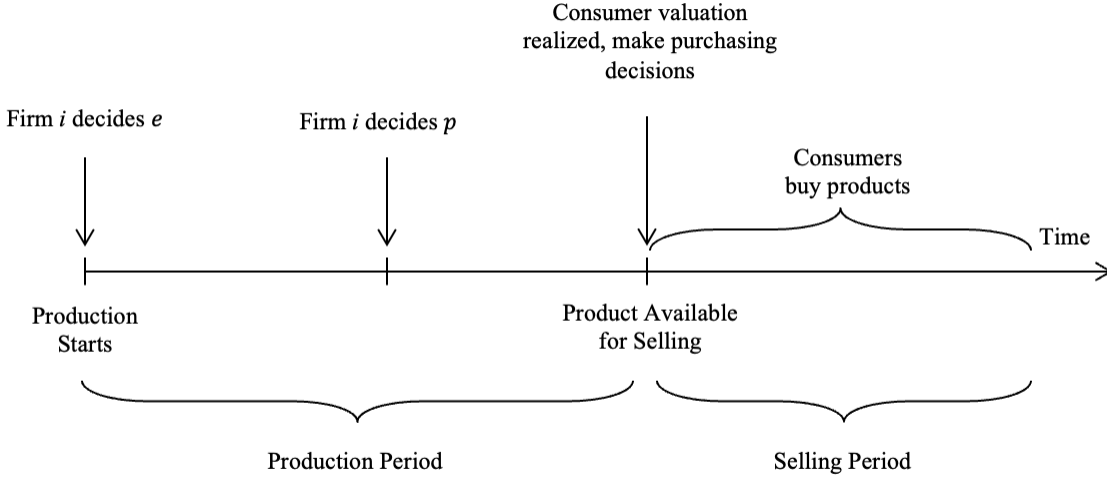 Consumer valuation
realized, make purchasing
decisions
Firm i decides e
Firm i decides p
Consumers
buy products
Time
Production
Starts
Product Available
for Selling
Production Period
Selling Period